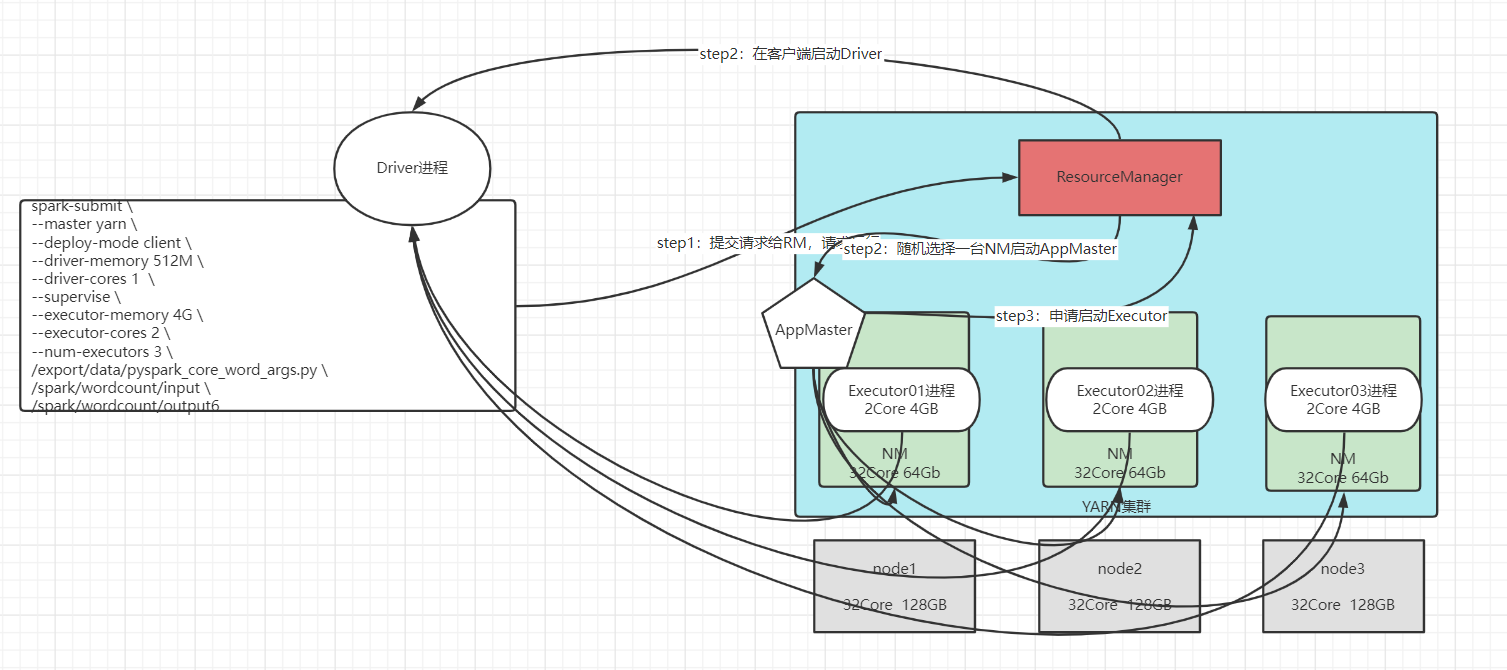 step2：在客户端启动Driver
Driver进程
ResourceManager
spark-submit \
--master yarn \
--deploy-mode client \
--driver-memory 512M \
--driver-cores 1 \
--supervise \
--executor-memory 4G \
--executor-cores 2 \
--num-executors 3 \
/export/data/pyspark_core_word_args.py \
/spark/wordcount/input \
/spark/wordcount/output6
step1：提交请求给RM，请
step2：随机选择一台NM启动AppMaster
step3：申请启动Executor
AppMaster
Executor01进程
2Core 4GB
Executor02进程
2Core 4GB
Executor03进程
2Core 4GB
NM
32Core 64Gb
NM
32Core 64Gb
NM
32Core 64Gb
YARN集群
node1
32Core 128GB
node2
32Core 128GB
node3
32Core 128GB